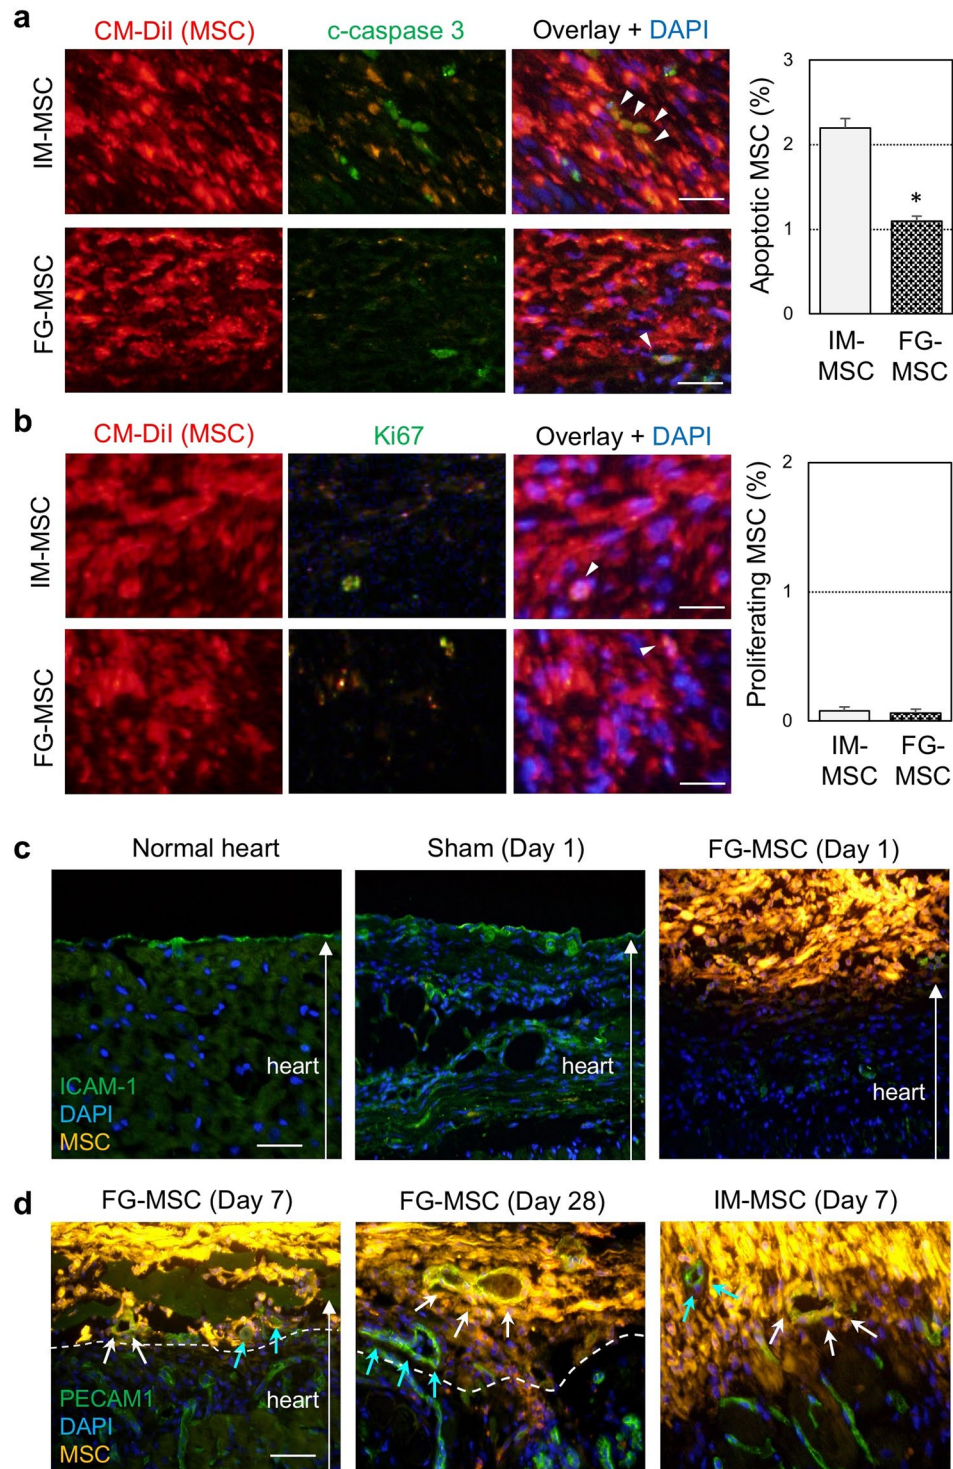 a
CM-DiI (MSC)
c-caspase 3
Overlay + DAPI
IM-MSC
FG-MSC
Apoptotic MSC (%)
3
2
1
0
*
IM-
MSC
FG-
MSC
b
CM-DiI (MSC)
Ki67
Overlay + DAPI
IM-MSC
FG-MSC
Proliferating MSC (%)
2
1
0
IM-
MSC
FG-
MSC
c
Normal heart
Sham (Day 1)
FG-MSC (Day 1)
heart
ICAM-1
DAPI
MSC
heart
heart
d
FG-MSC (Day 7)
FG-MSC (Day 28)
IM-MSC (Day 7)
heart
PECAM1
DAPI
MSC